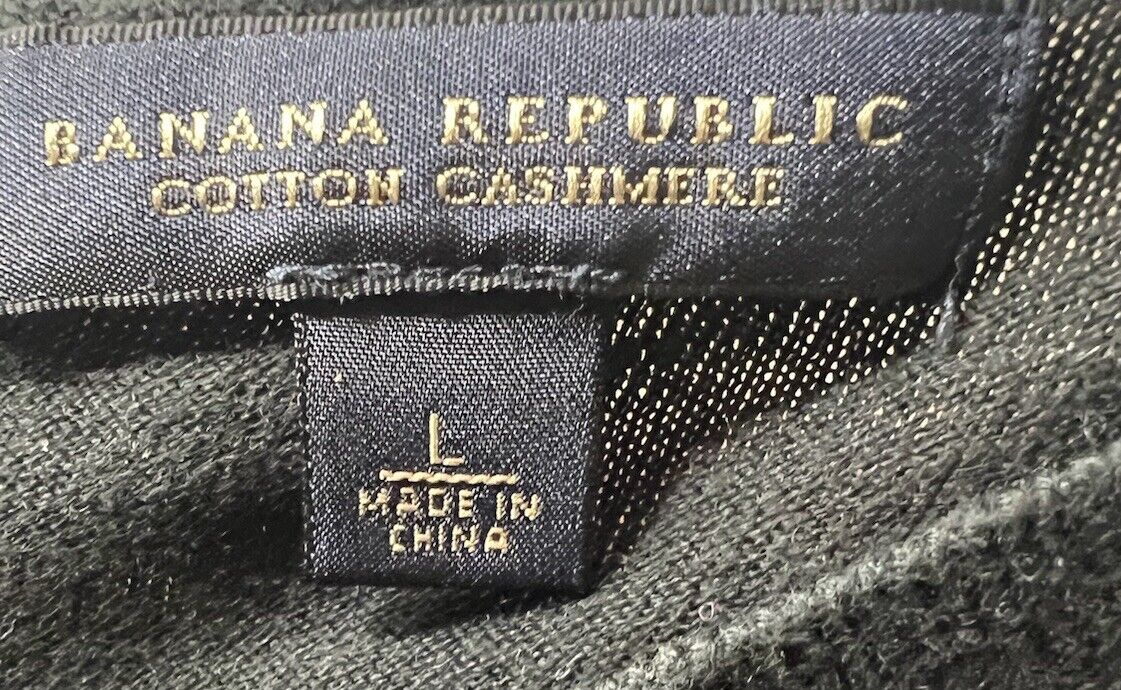 BANANA REPUBLIC
COTTON CASHMERE
L
MADE IN
CHINA